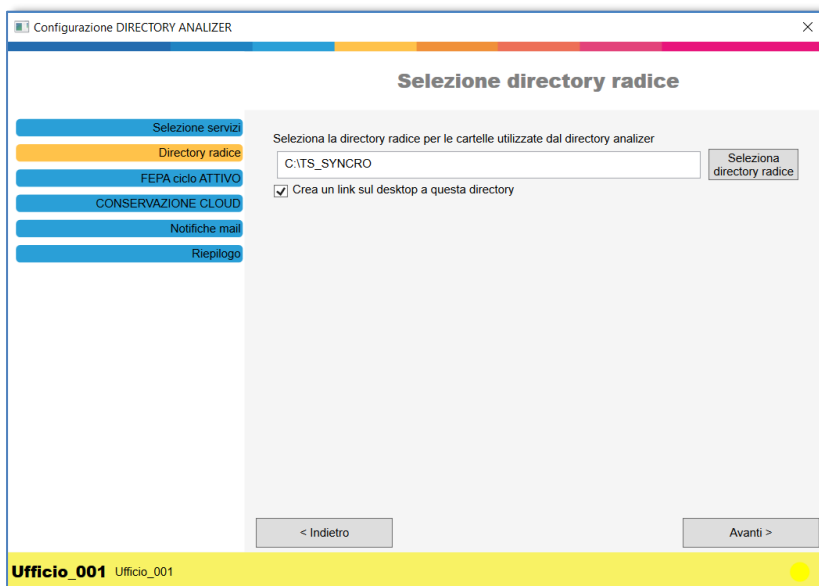 Configurazione DIRECTORY ANALIZER
Selezione directory radice
Selezione servizi
Directory radice
FEPA ciclo ATTIVO
CONSERVAZIONE CLOUD
Notifiche mail
Riepilogo
Seleziona la directory radice per le cartelle utilizzate dal directory analizer
C:\TS_SYNCRO
Seleziona
directory radice
Crea un link sul desktop a questa directory
< Indietro
Avanti >
Ufficio_001 Ufficio_001